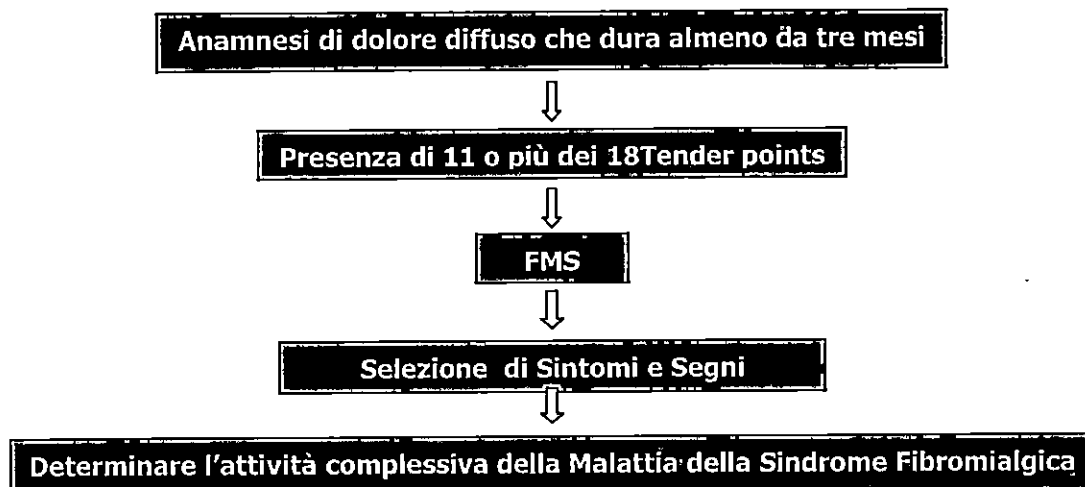 Anamnesi di dolore diffuso che dura almeno da tre mesi
Presenza di 11 o più dei 18Tender points
FMS
Selezione di Sintomi e Segni
Determinare l'attività complessiva della Malattia della Sindrome Fibromialgica